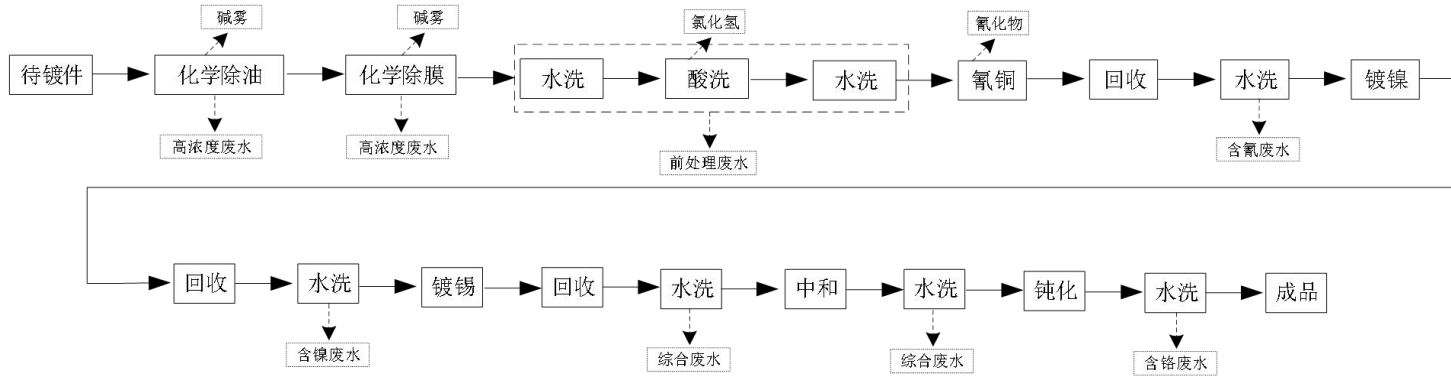 碱雾
碱雾
氯化氢
氰化物
待镀件
化学除油
化学除膜
水洗
酸洗
水洗
氰铜
回收
水洗
镀镍
高浓度废水
高浓度废水
前处理废水
含氰废水
回收
水洗
镀锡
回收
水洗
中和
水洗
钝化
水洗
成品
含镍废水
综合废水
综合废水
含铬废水